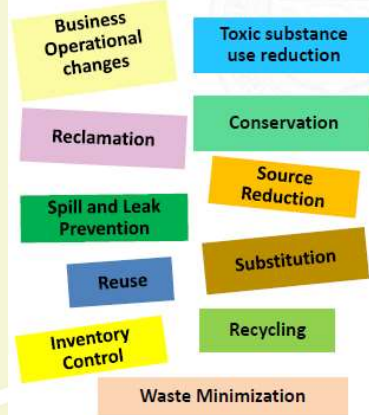 Business
Operational
changes
Toxic substance
use reduction
Reclamation
Conservation
Source
Reduction
Spill and Leak
Prevention
Substitution
Reuse
Recycling
Inventory
Control
Waste Minimization